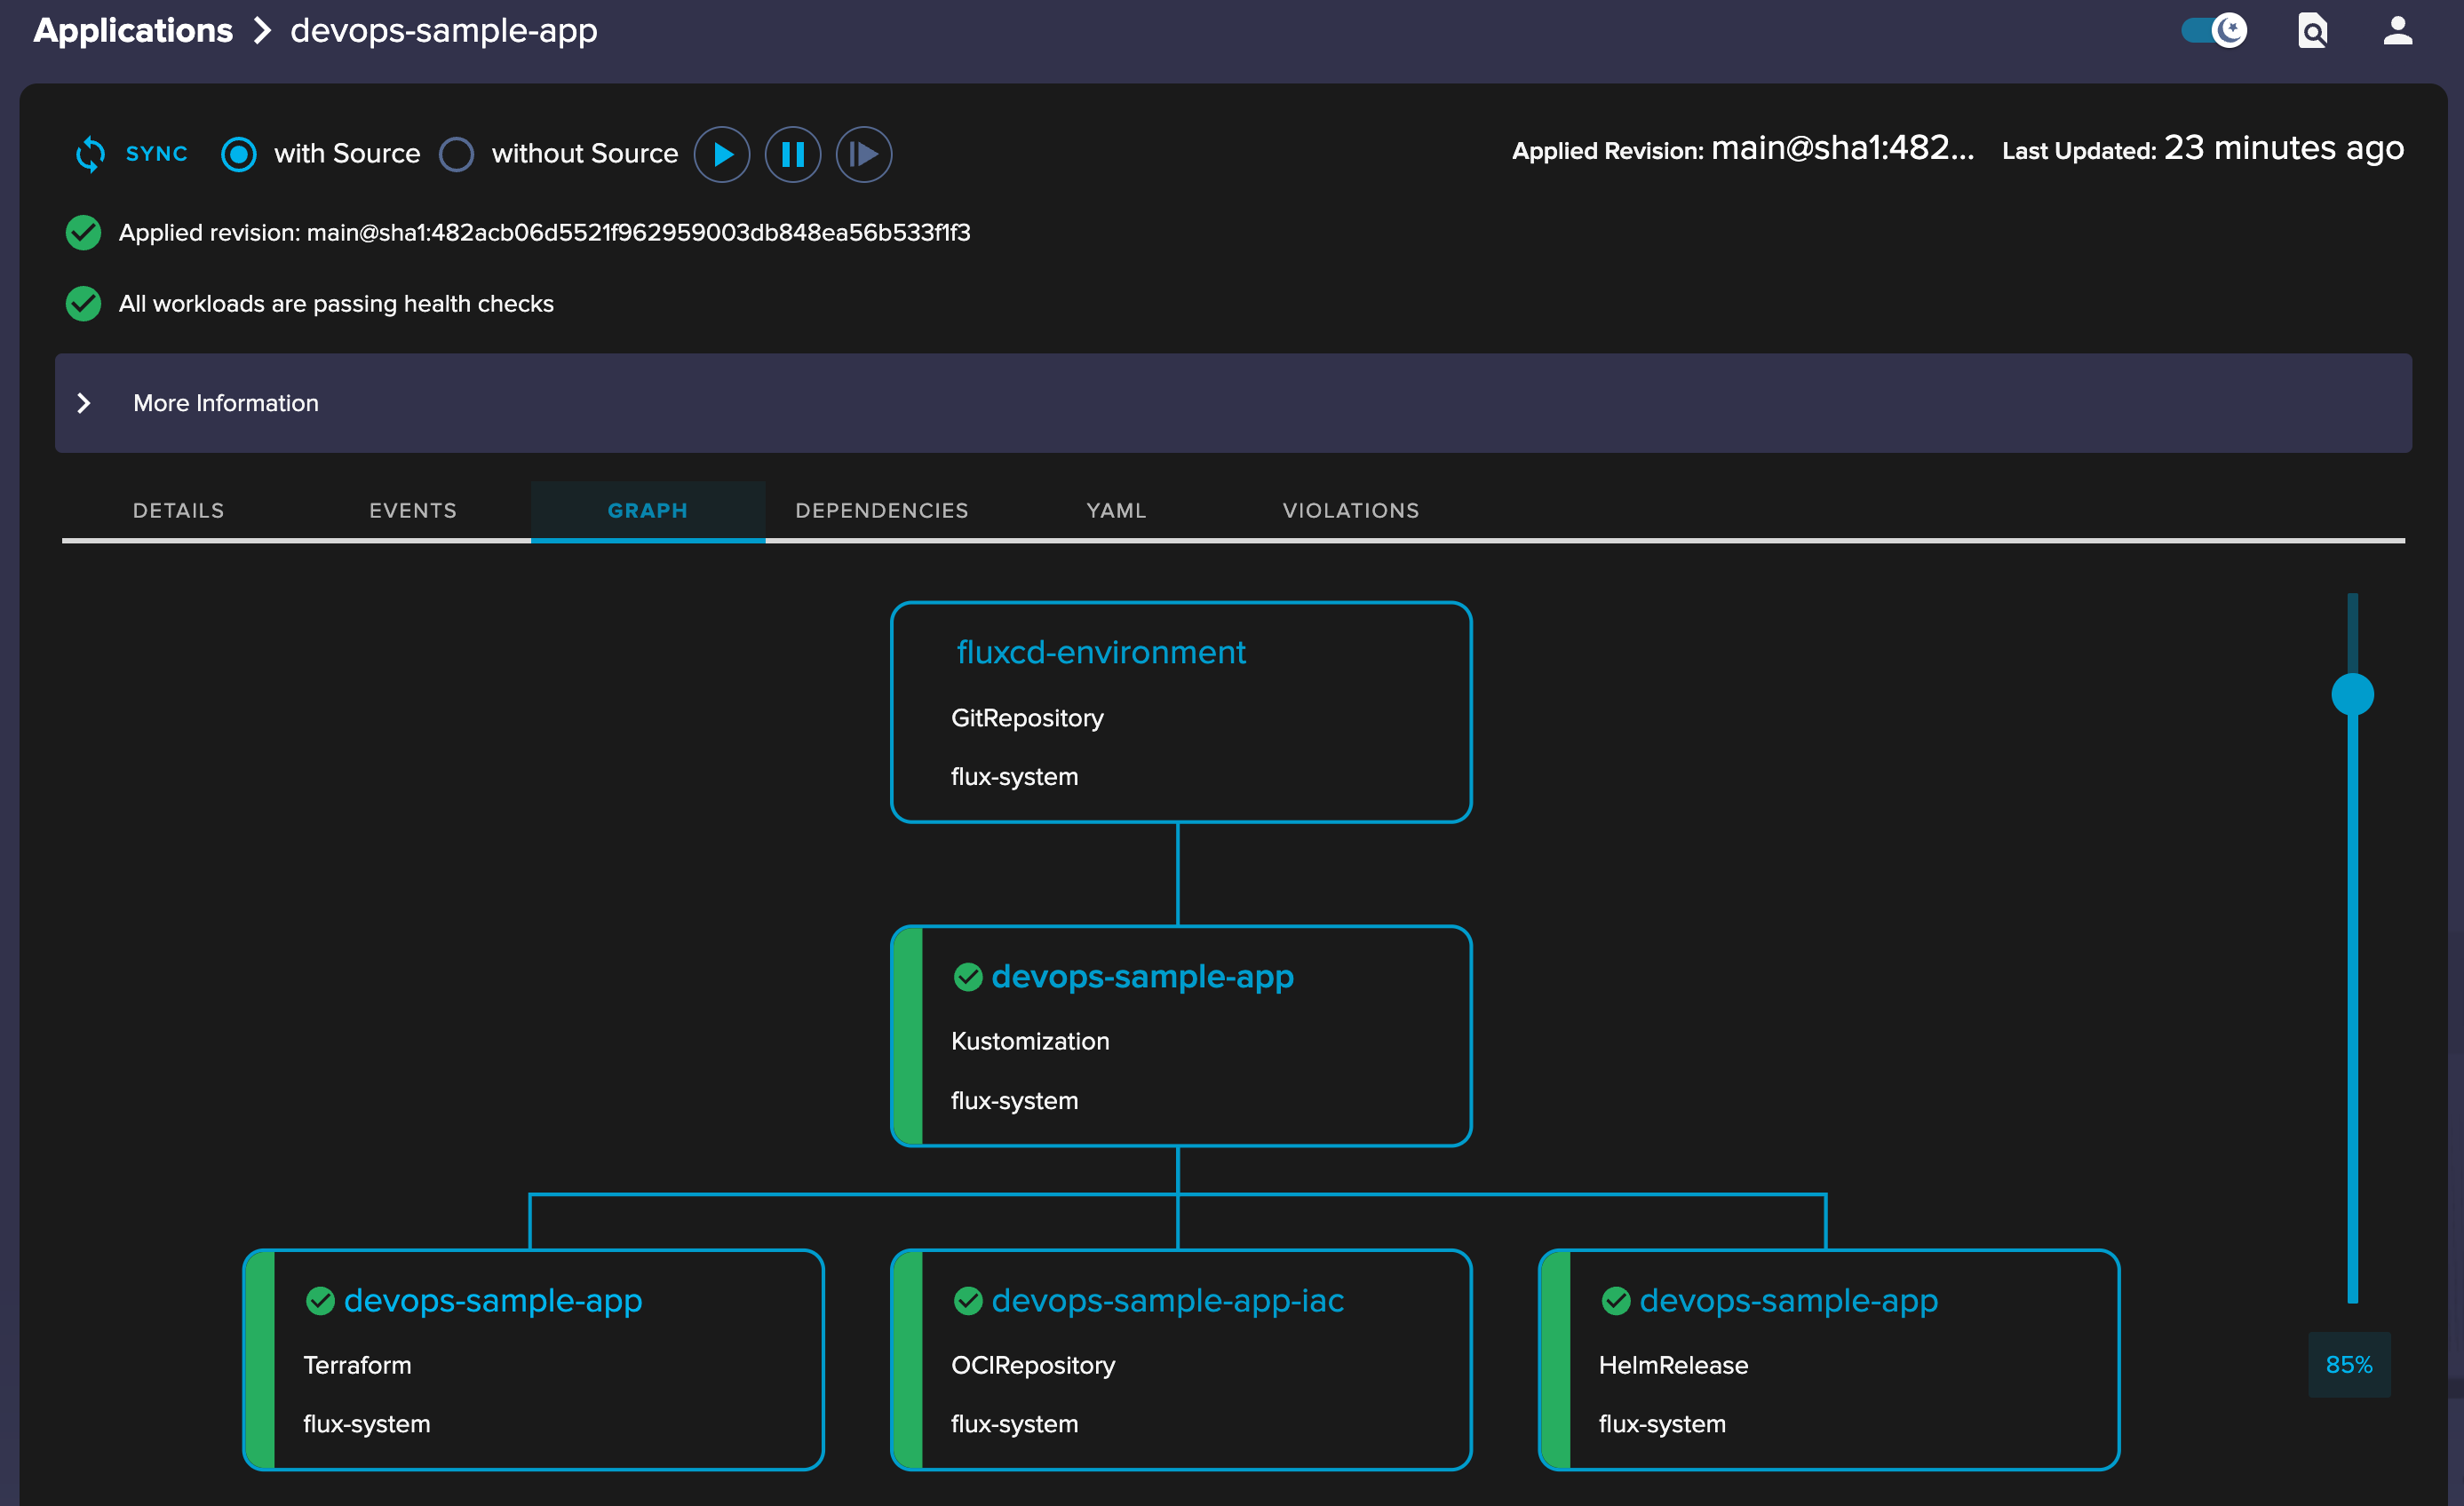 Applications > devops-sample-app
SYNC with Source without Source
Applied Revision: main@sha1:482... Last Updated: 23 minutes ago
Applied revision: main@sha1:482acb06d5521f962959003db848ea56b533f1f3
All workloads are passing health checks
More Information
DETAILS EVENTS GRAPH DEPENDENCIES YAML VIOLATIONS
fluxcd-environment
GitRepository
flux-system
devops-sample-app
Kustomization
flux-system
devops-sample-app
Terraform
flux-system
devops-sample-app-iac
OCIRepository
flux-system
devops-sample-app
HelmRelease
flux-system
85%